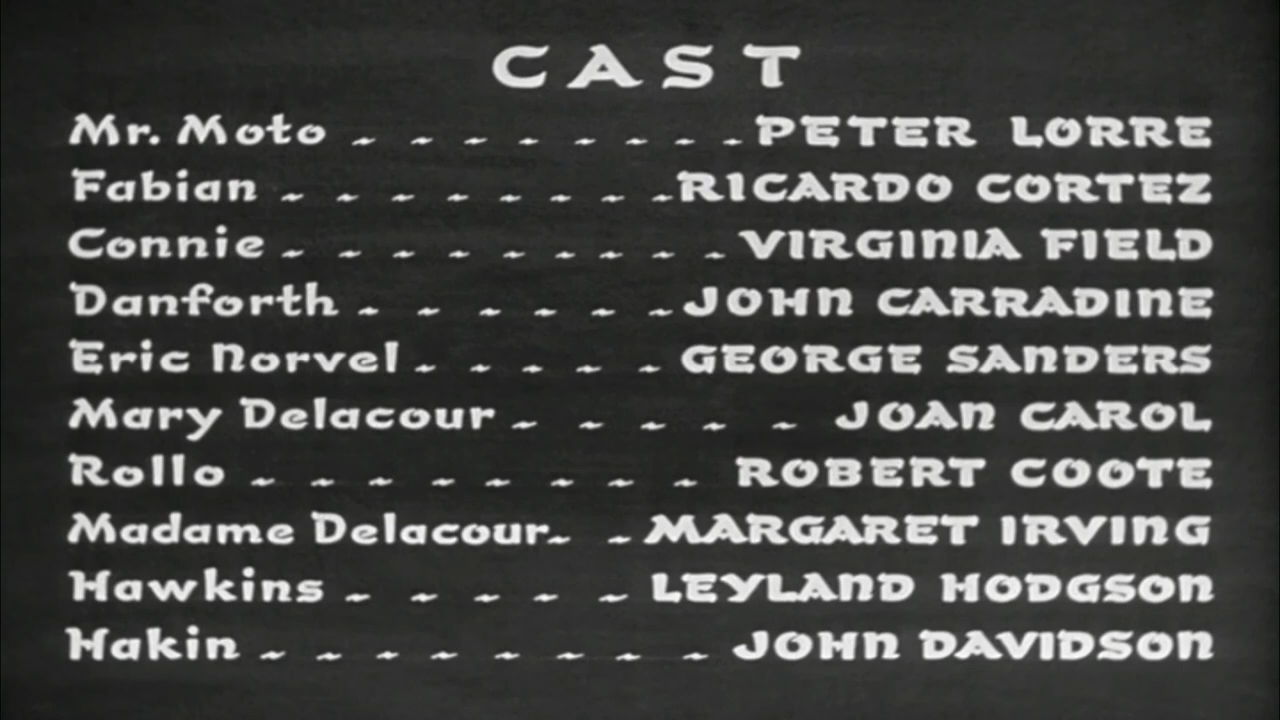 CAST
Mr. Moto ~ ~ ~ ~ ~ ~ ~ ~ PETER LORRE
Fabian ~ ~ ~ ~ ~ ~ ~ ~ RICARDO CORTEZ
Connie ~ ~ ~ ~ ~ ~ ~ ~ ~ VIRGINIA FIELD
Danforth ~ ~ ~ ~ ~ ~ JOHN CARRADINE
Eric Norvel ~ ~ ~ ~ ~ GEORGE SANDERS
Mary Delacour ~ ~ ~ ~ ~ JOAN CAROL
Rollo ~ ~ ~ ~ ~ ~ ~ ~ ROBERT COOTE
Madame Delacour ~ ~ MARGARET IRVING
Hawkins ~ ~ ~ ~ ~ LEYLAND HODGSON
Hakin ~ ~ ~ ~ ~ ~ ~ ~ JOHN DAVIDSON